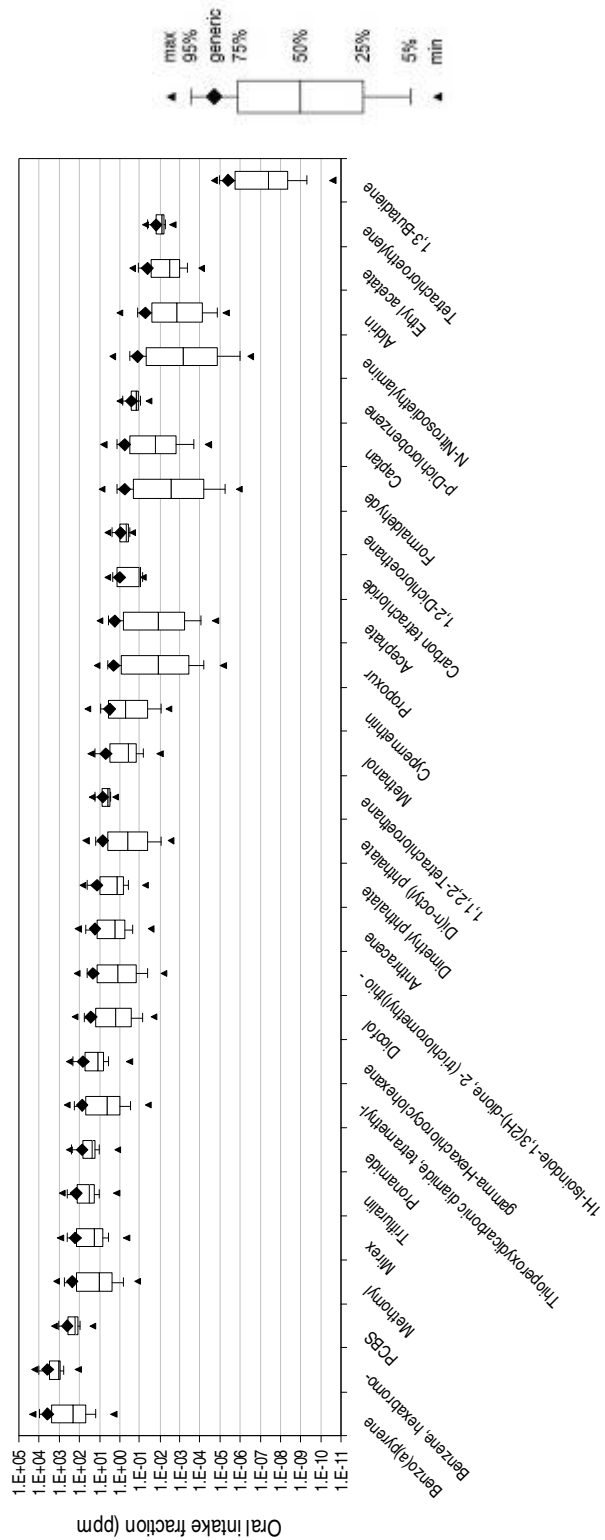 Oral intake fraction (ppm)
1.E+05
1.E+04
1.E+03
1.E+02
1.E+01
1.E+00
1.E-01
1.E-02
1.E-03
1.E-04
1.E-05
1.E-06
1.E-07
1.E-08
1.E-09
1.E-10
1.E-11
Benzo(a)pyrene
Benzene, hexabromo-
PCBS
Methomyl
Mirex
Trifluralin
Pronamide
Thioperoxydicarbonic diamide, tetramethyl-
gamma-Hexachlorocyclohexane
Dicofol
1H-Isoindole-1,3(2H)-dione, 2- (trichloromethyl)thio -
Anthracene
Dimethyl phthalate
Di(n-octyl) phthalate
1,1,2,2-Tetrachloroethane
Methanol
Cypermethrin
Propoxur
Acephate
Carbon tetrachloride
1,2-Dichloroethane
Formaldehyde
Captan
p-Dichlorobenzene
N-Nitrosodiethylamine
Aldrin
Ethyl acetate
Tetrachloroethylene
1,3-Butadiene
max
95%
generic
75%
50%
25%
5%
min